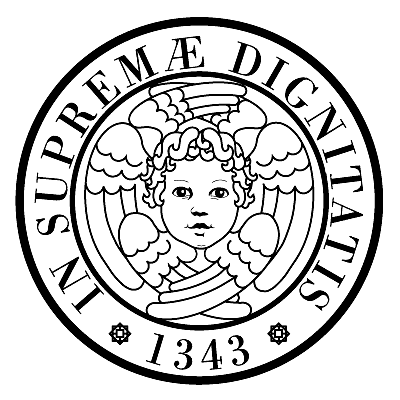 IN SUPREMÆ DIGNITATIS
1343